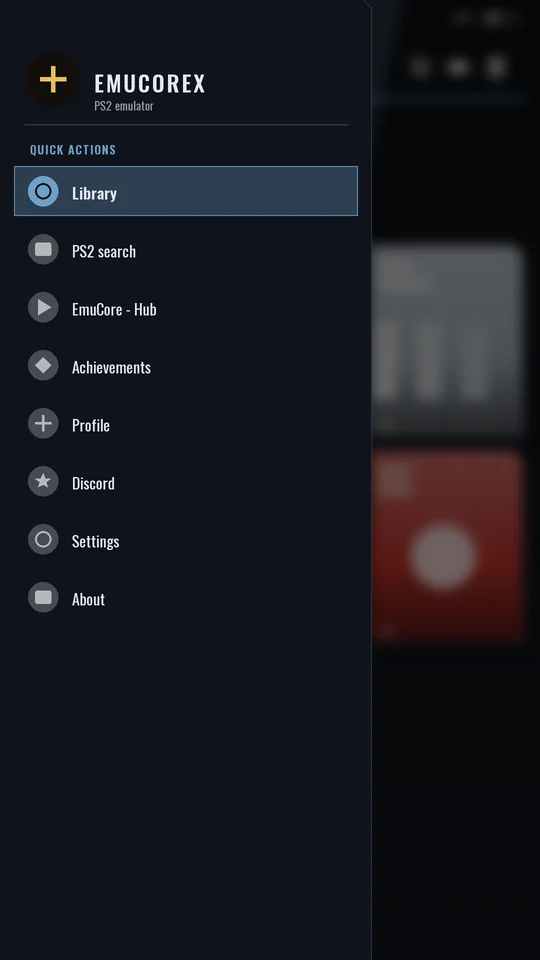 EMUCOREX
PS2 emulator
QUICK ACTIONS
Library
PS2 search
EmuCore - Hub
Achievements
Profile
Discord
Settings
About